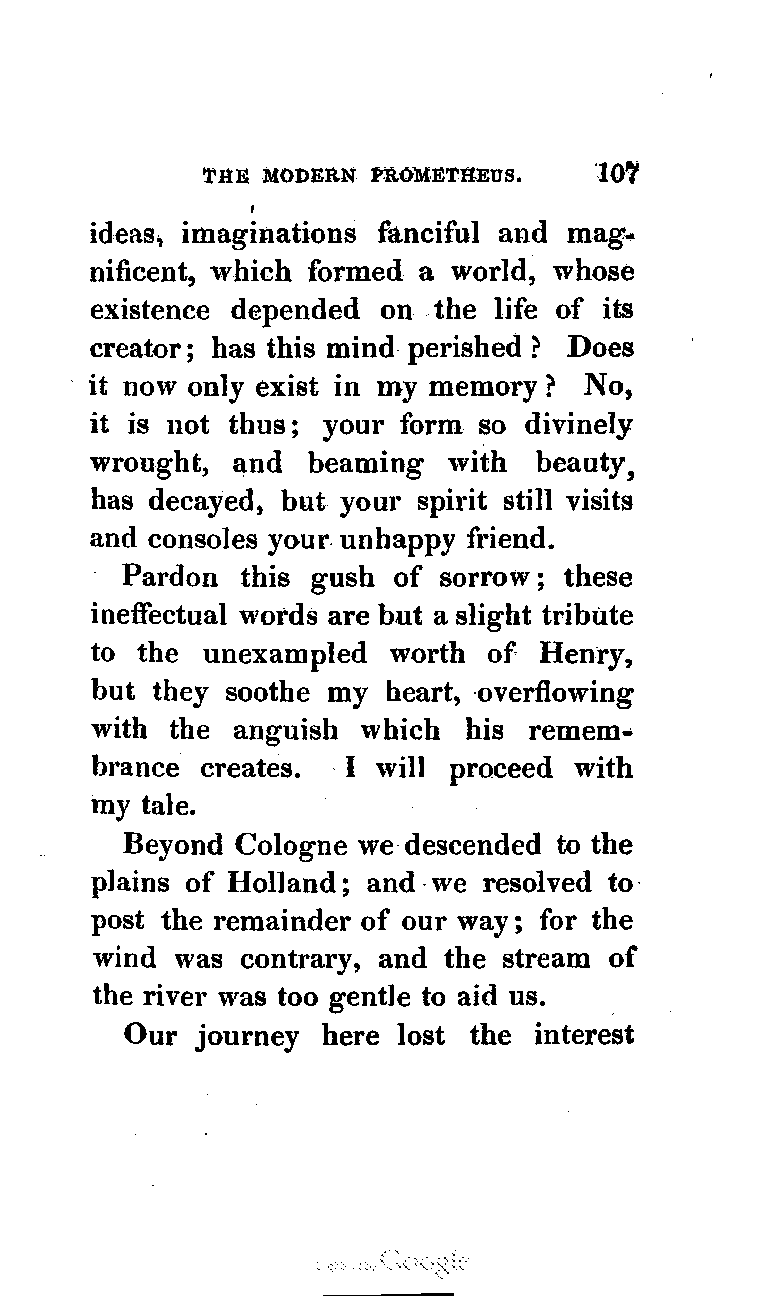 THE MODERN PROMETHEUS. 107
ideas, imaginations fanciful and mag-
nificent, which formed a world, whose
existence depended on the life of its
creator; has this mind perished? Does
it now only exist in my memory? No,
it is not thus; your form so divinely
wrought, and beaming with beauty,
has decayed, but your spirit still visits
and consoles your unhappy friend.
Pardon this gush of sorrow; these
ineffectual words are but a slight tribute
to the unexampled worth of Henry,
but they soothe my heart, overflowing
with the anguish which his remem-
brance creates. I will proceed with
my tale.
Beyond Cologne we descended to the
plains of Holland; and we resolved to
post the remainder of our way; for the
wind was contrary, and the stream of
the river was too gentle to aid us.
Our journey here lost the interest
Google